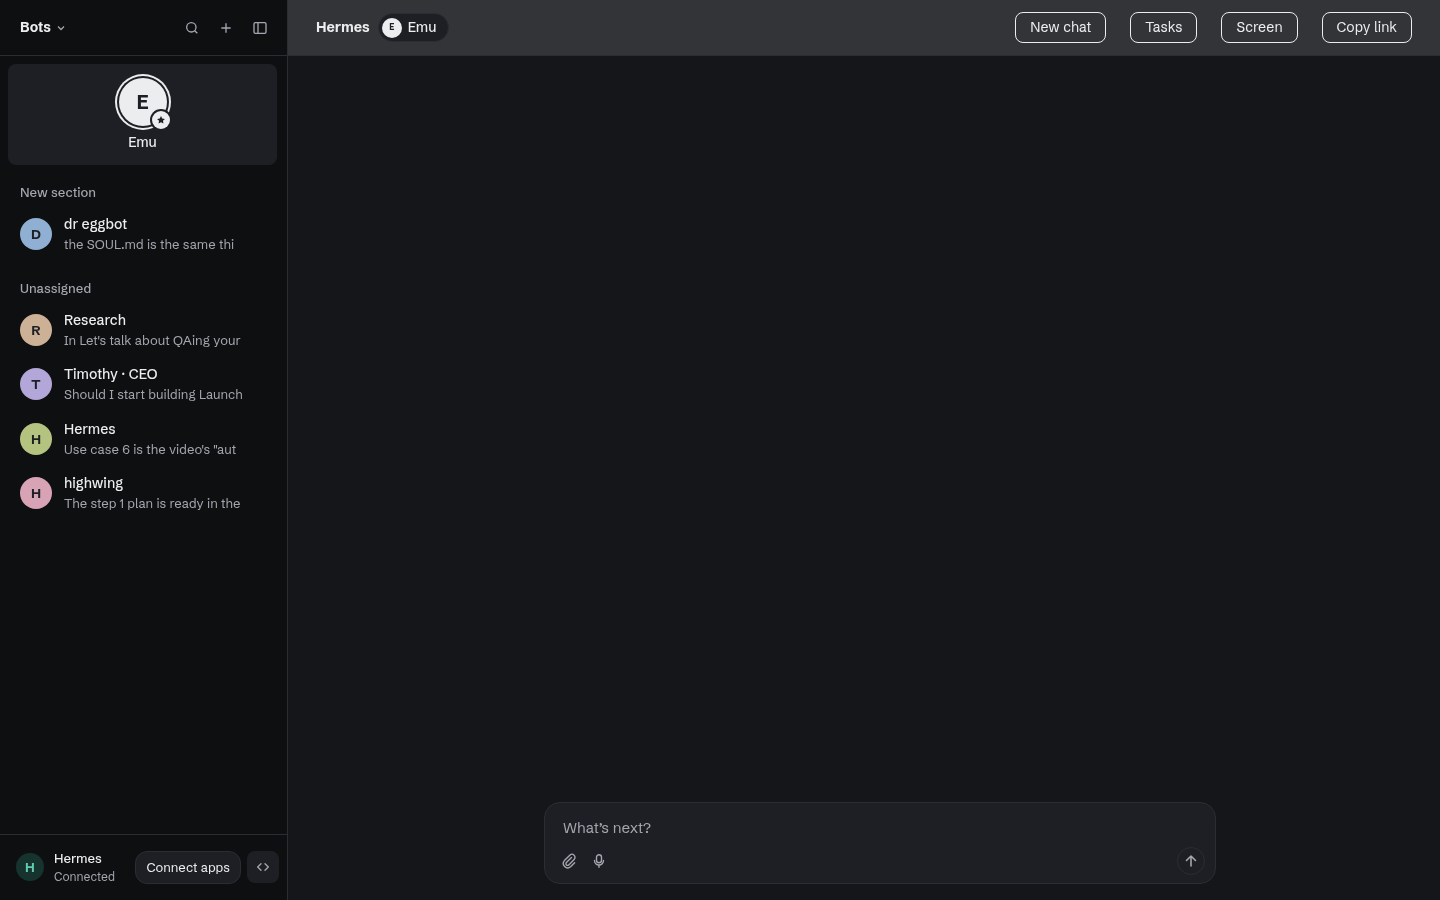 Bots
E
Emu
New section
D
dr eggbot
the SOUL.md is the same thi
Unassigned
R
Research
In Let's talk about QAing your
T
Timothy · CEO
Should I start building Launch
H
Hermes
Use case 6 is the video's "aut
H
highwing
The step 1 plan is ready in the
H
Hermes
Connected
Connect apps
Hermes
E
Emu
New chat
Tasks
Screen
Copy link
What's next?